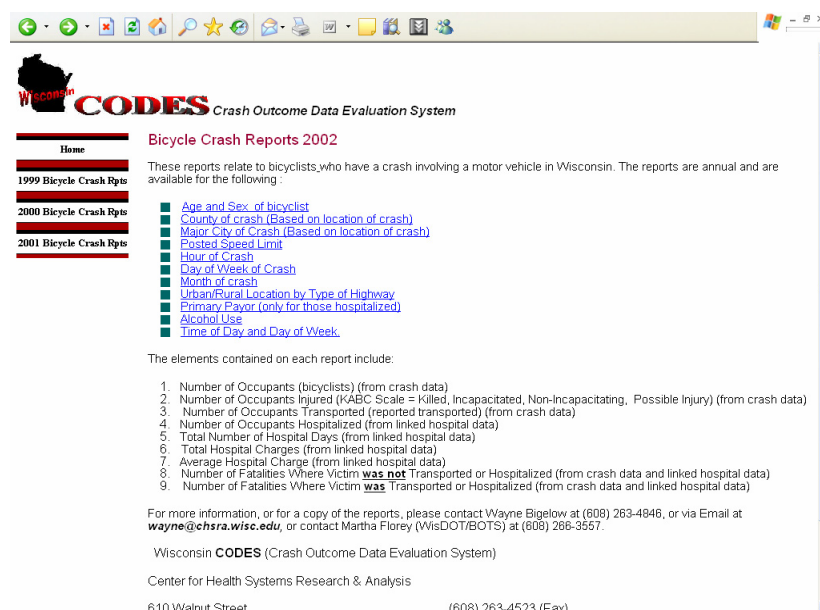 Wisconsin
CODES Crash Outcome Data Evaluation System
Home
1999 Bicycle Crash Rpts
2000 Bicycle Crash Rpts
2001 Bicycle Crash Rpts
Bicycle Crash Reports 2002
These reports relate to bicyclists who have a crash involving a motor vehicle in Wisconsin. The reports are annual and are
available for the following :
Age and Sex of bicyclist
County of crash (Based on location of crash)
Major City of Crash (Based on location of crash)
Posted Speed Limit
Hour of Crash
Day of Week of Crash
Month of crash
Urban/Rural Location by Type of Highway
Primary Payor (only for those hospitalized)
Alcohol Use
Time of Day and Day of Week.
The elements contained on each report include:
1. Number of Occupants (bicyclists) (from crash data)
2. Number of Occupants Injured (KABC Scale = Killed, Incapacitated, Non-Incapacitating, Possible Injury) (from crash data)
3. Number of Occupants Transported (reported transported) (from crash data)
4. Number of Occupants Hospitalized (from linked hospital data)
5. Total Number of Hospital Days (from linked hospital data)
6. Total Hospital Charges (from linked hospital data)
7. Average Hospital Charge (from linked hospital data)
8. Number of Fatalities Where Victim was not Transported or Hospitalized (from crash data and linked hospital data)
9. Number of Fatalities Where Victim was Transported or Hospitalized (from crash data and linked hospital data)
For more information, or for a copy of the reports, please contact Wayne Bigelow at (608) 263-4846, or via Email at
wayne@chsra.wisc.edu, or contact Martha Florey (WisDOT/BOTS) at (608) 266-3557.
Wisconsin CODES (Crash Outcome Data Evaluation System)
Center for Health Systems Research & Analysis
610 Walnut Street (608) 263-4523 (Fax)